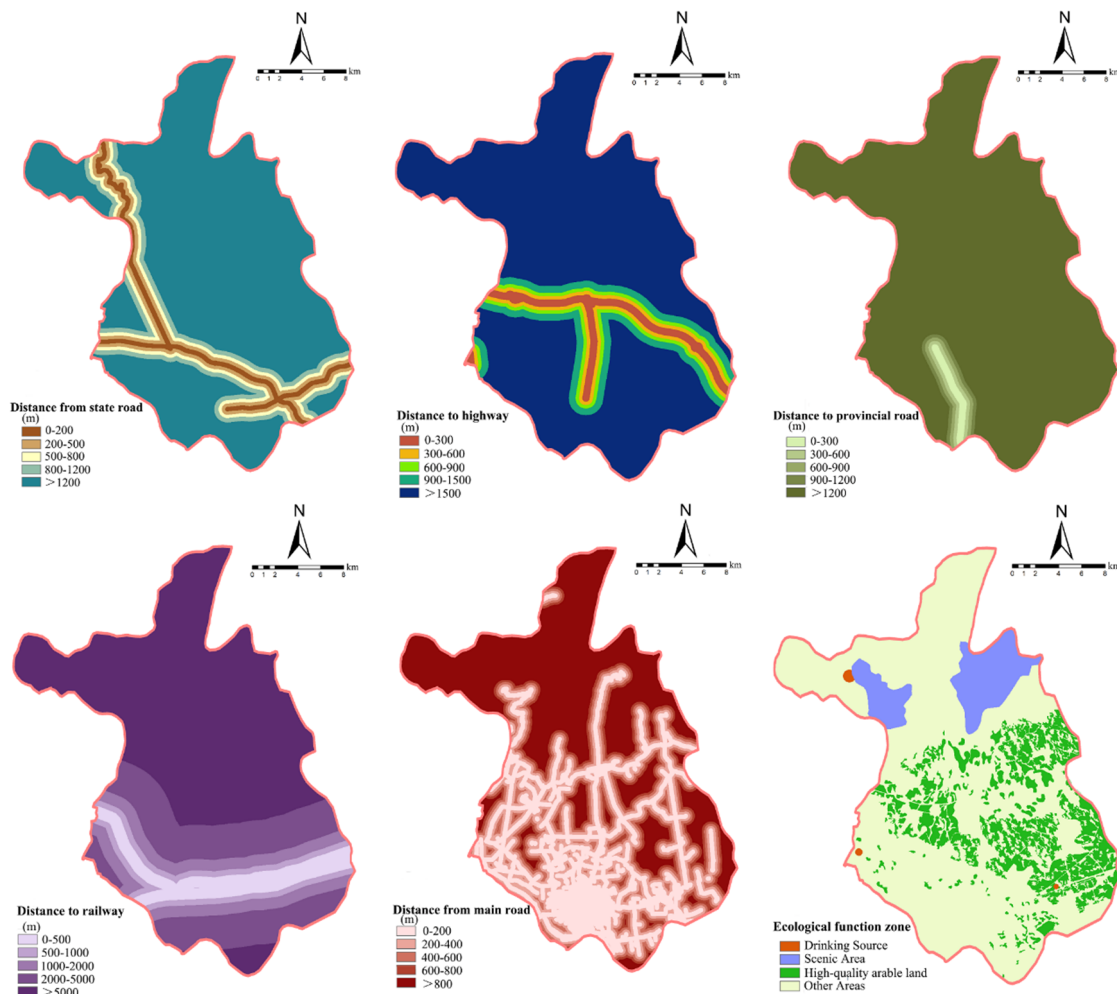 N
0 1 2 4 6 8 km
Distance from state road
(m)
0-200
200-500
500-800
800-1200
＞1200
N
0 1 2 4 6 8 km
Distance to highway
(m)
0-300
300-600
600-900
900-1500
＞1500
N
0 1 2 4 6 8 km
Distance to provincial road
(m)
0-300
300-600
600-900
900-1200
＞1200
N
0 1 2 4 6 8 km
Distance to railway
(m)
0-500
500-1000
1000-2000
2000-5000
＞5000
N
0 1 2 4 6 8 km
Distance from main road
(m)
0-200
200-400
400-600
600-800
＞800
N
0 1 2 4 6 8 km
Ecological function zone
Drinking Source
Scenic Area
High-quality arable land
Other Areas